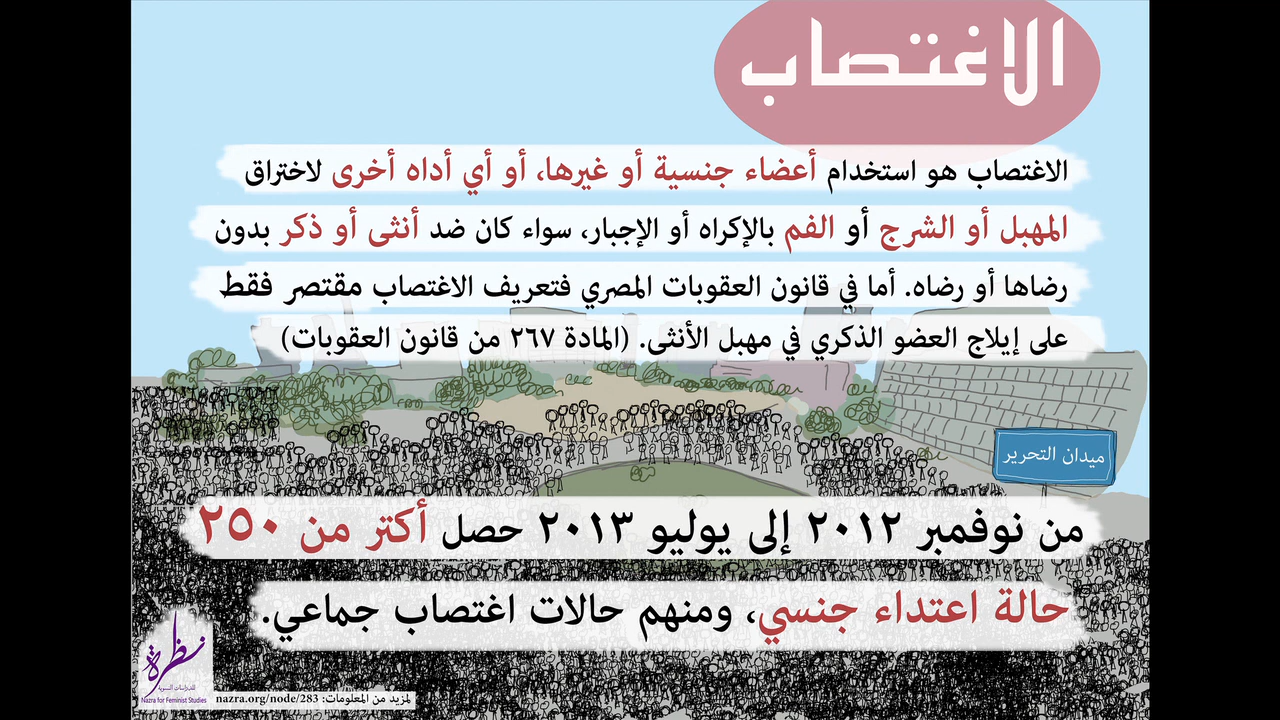 الاغتصاب
الاغتصاب هو استخدام أعضاء جنسية أو غيرها، أو أي أداه أخرى لاختراق
المهبل أو الشرج أو الفم بالإكراه أو الإجبار، سواء كان ضد أنثى أو ذكر بدون
رضاها أو رضاه. أما في قانون العقوبات المصري فتعريف الاغتصاب مقتصر فقط
على إيلاج العضو الذكري في مهبل الأنثى. (المادة ٢٦٧ من قانون العقوبات)
ميدان التحرير
من نوفمبر ٢٠١٢ إلى يوليو ٢٠١٣ حصل أكتر من ٢٥٠
حالة اعتداء جنسي، ومنهم حالات اغتصاب جماعي.
نظرة
للدراسات النسوية
Nazra for Feminist Studies
لمزيد من المعلومات: nazra.org/node/283